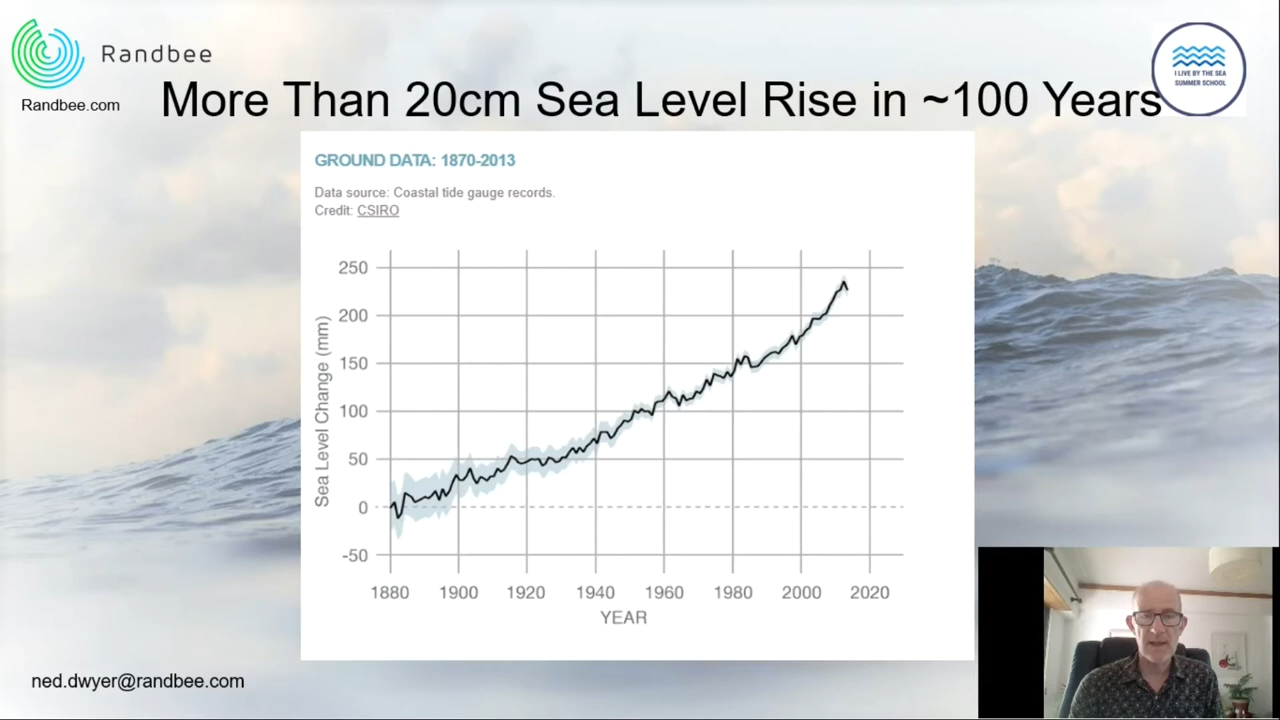 Randbee
Randbee.com
More Than 20cm Sea Level Rise in ~100 Years
I LIVE BY THE SEA
SUMMER SCHOOL
GROUND DATA: 1870-2013
Data source: Coastal tide gauge records.
Credit: CSIRO
Sea Level Change (mm)
250
200
150
100
50
0
-50
1880 1900 1920 1940 1960 1980 2000 2020
YEAR
ned.dwyer@randbee.com